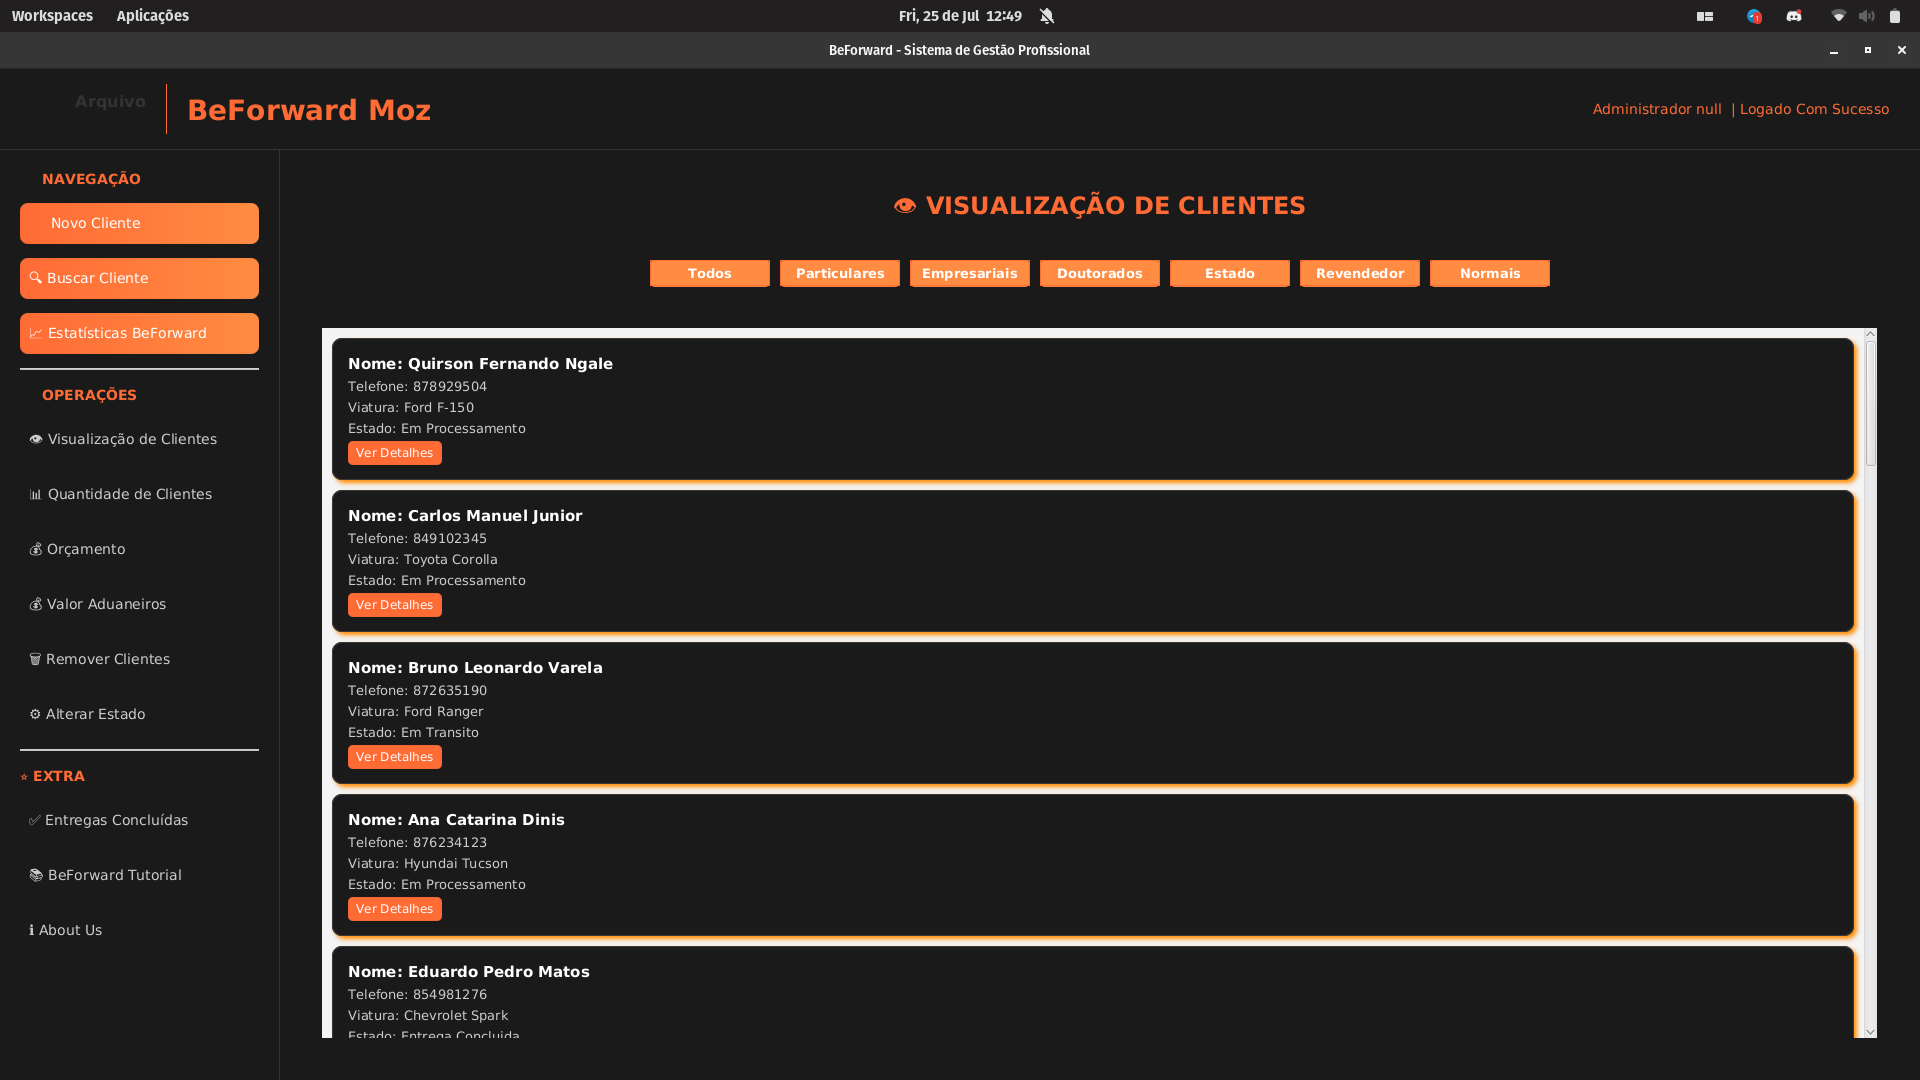 Workspaces Aplicações Fri, 25 de Jul 12:49
BeForward - Sistema de Gestão Profissional
Arquivo BeForward Moz Administrador null | Logado Com Sucesso
NAVEGAÇÃO
Novo Cliente
Buscar Cliente
Estatísticas BeForward
OPERAÇÕES
Visualização de Clientes
Quantidade de Clientes
Orçamento
Valor Aduaneiros
Remover Clientes
Alterar Estado
EXTRA
Entregas Concluídas
BeForward Tutorial
About Us
VISUALIZAÇÃO DE CLIENTES
Todos Particulares Empresariais Doutorados Estado Revendedor Normais
Nome: Quirson Fernando Ngale
Telefone: 878929504
Viatura: Ford F-150
Estado: Em Processamento
Ver Detalhes
Nome: Carlos Manuel Junior
Telefone: 849102345
Viatura: Toyota Corolla
Estado: Em Processamento
Ver Detalhes
Nome: Bruno Leonardo Varela
Telefone: 872635190
Viatura: Ford Ranger
Estado: Em Transito
Ver Detalhes
Nome: Ana Catarina Dinis
Telefone: 876234123
Viatura: Hyundai Tucson
Estado: Em Processamento
Ver Detalhes
Nome: Eduardo Pedro Matos
Telefone: 854981276
Viatura: Chevrolet Spark
Estado: Entrega Concluida